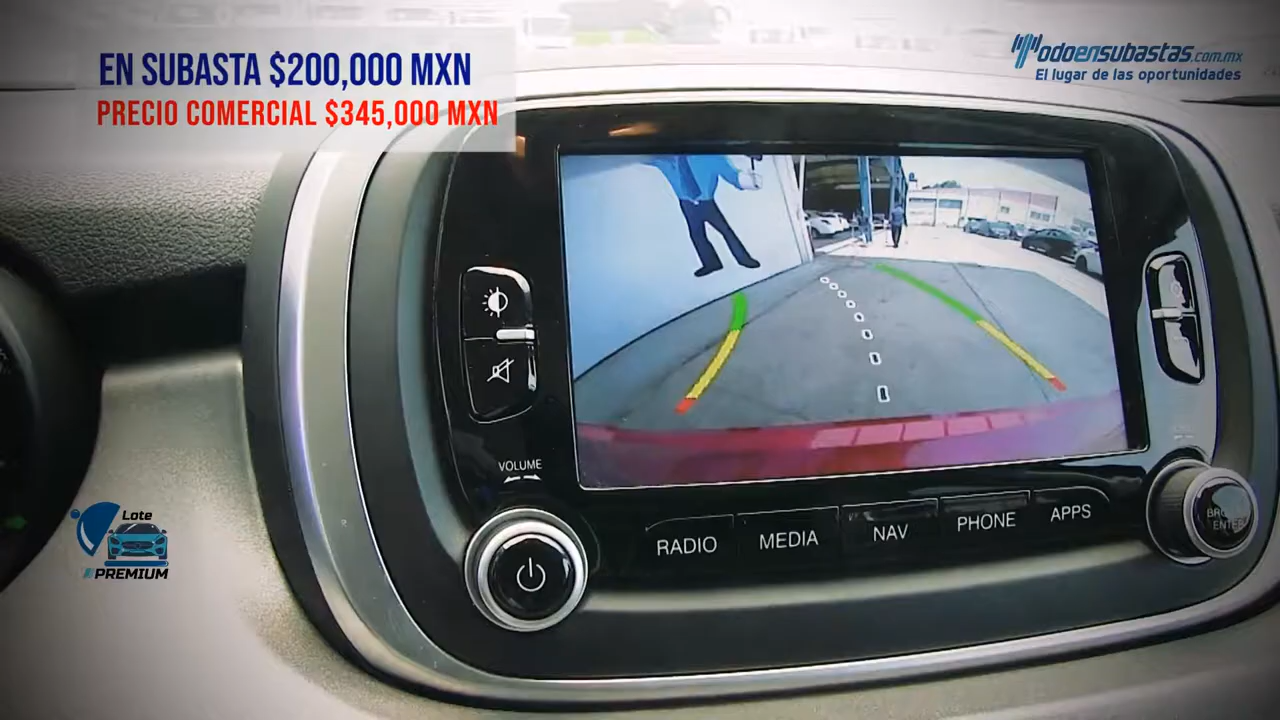 EN SUBASTA $200,000 MXN
PRECIO COMERCIAL $345,000 MXN
Todoensubastas.com.mx
El lugar de las oportunidades
VOLUME
RADIO
MEDIA
NAV
PHONE
APPS
ENTER
Lote
PREMIUM